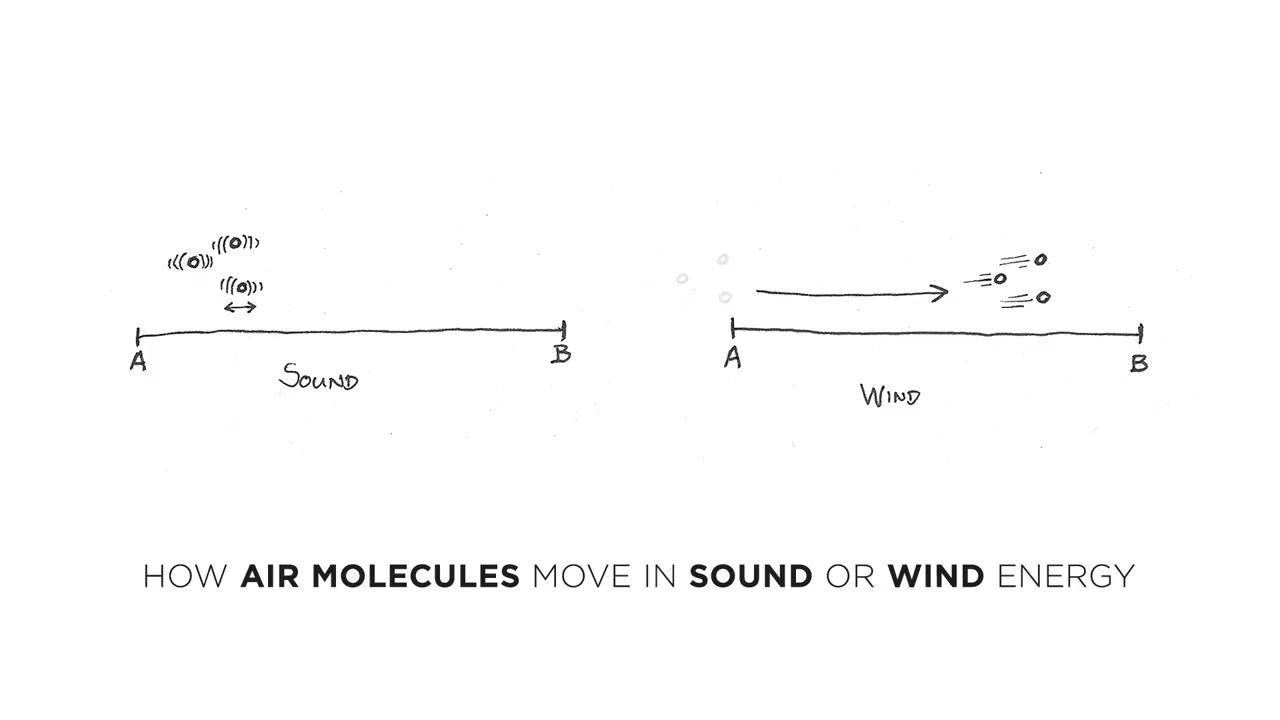 A
B
SOUND
A
B
WIND
HOW AIR MOLECULES MOVE IN SOUND OR WIND ENERGY